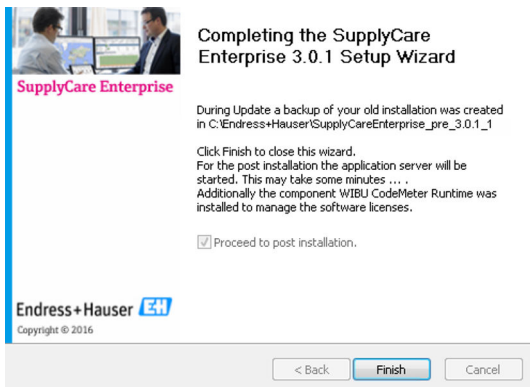 Completing the SupplyCare
Enterprise 3.0.1 Setup Wizard
SupplyCare Enterprise
During Update a backup of your old installation was created
in C:\Endress+Hauser\SupplyCareEnterprise_pre_3.0.1_1
Click Finish to close this wizard.
For the post installation the application server will be
started. This may take some minutes ... .
Additionally the component WIBU CodeMeter Runtime was
installed to manage the software licenses.
Proceed to post installation.
Endress+Hauser EH
Copyright © 2016
< Back
Finish
Cancel